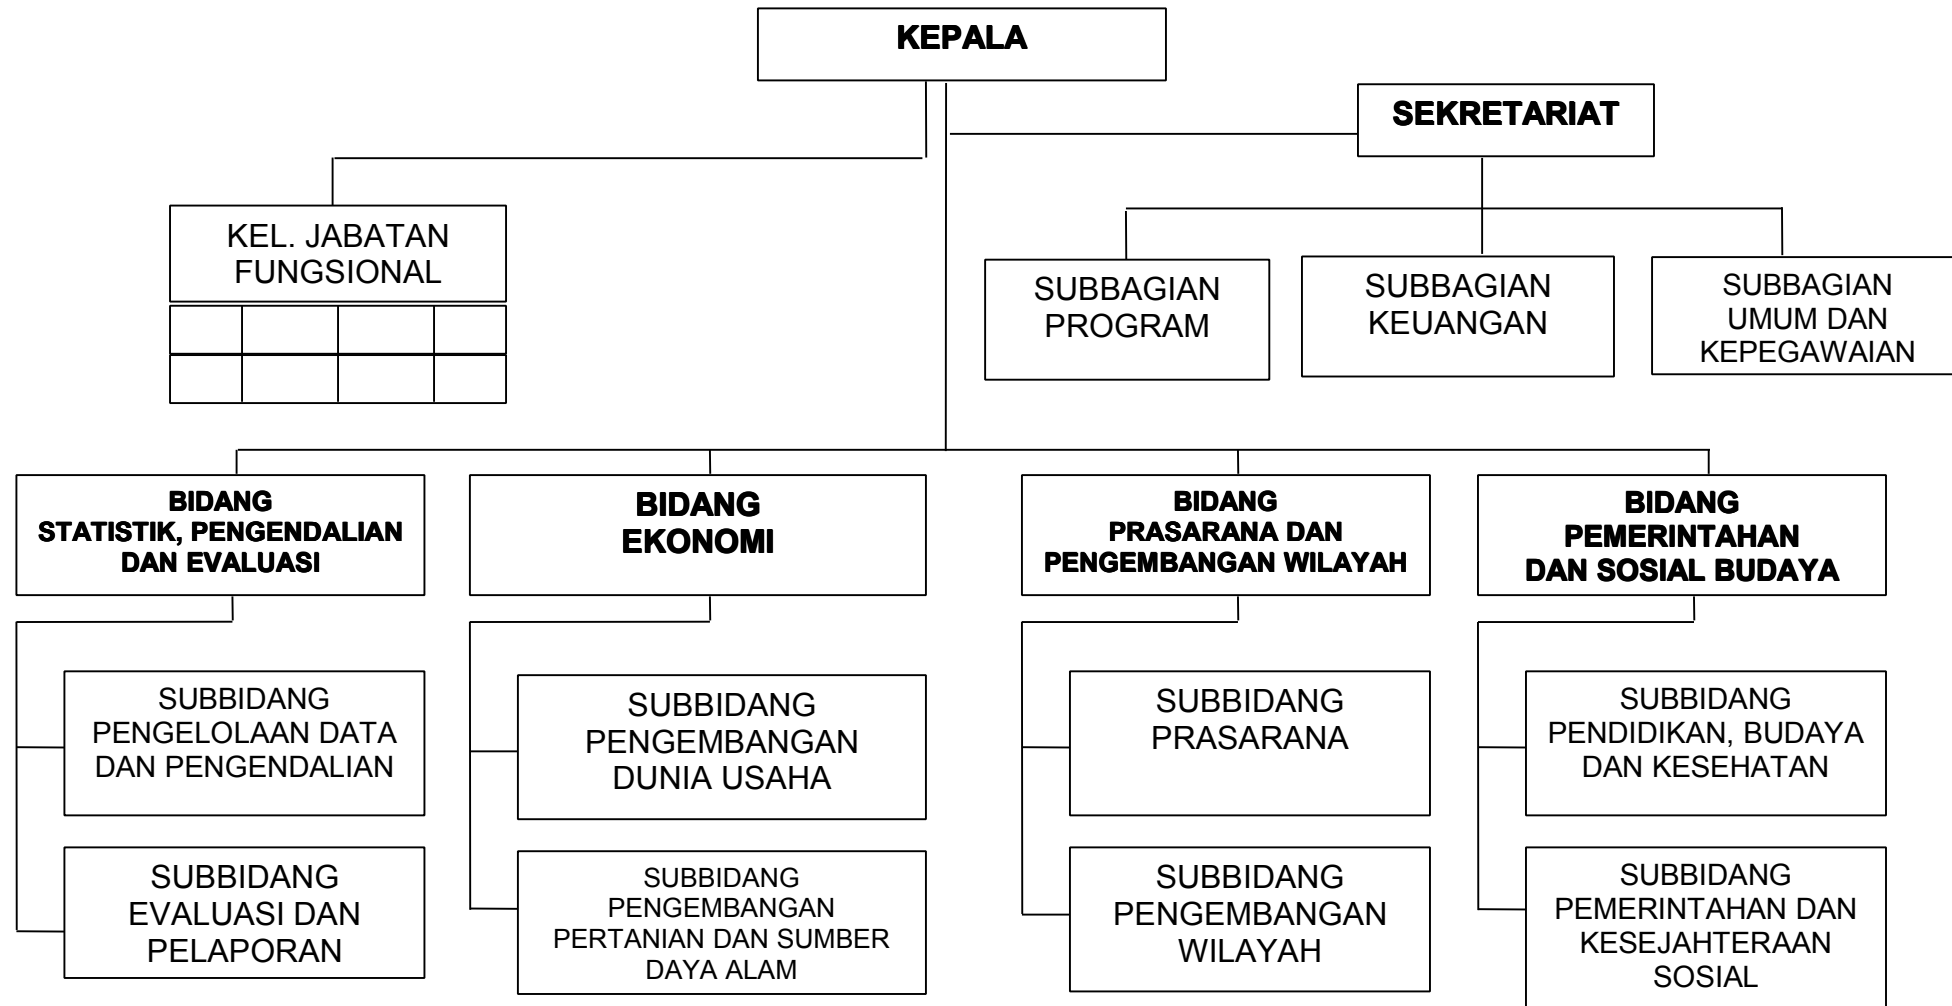 KEPALA
SEKRETARIAT
KEL. JABATAN
FUNGSIONAL
SUBBAGIAN
PROGRAM
SUBBAGIAN
KEUANGAN
SUBBAGIAN
UMUM DAN
KEPEGAWAIAN
BIDANG
STATISTIK, PENGENDALIAN
DAN EVALUASI
BIDANG
EKONOMI
BIDANG
PRASARANA DAN
PENGEMBANGAN WILAYAH
BIDANG
PEMERINTAHAN
DAN SOSIAL BUDAYA
SUBBIDANG
PENGELOLAAN DATA
DAN PENGENDALIAN
SUBBIDANG
PENGEMBANGAN
DUNIA USAHA
SUBBIDANG
PRASARANA
SUBBIDANG
PENDIDIKAN, BUDAYA
DAN KESEHATAN
SUBBIDANG
EVALUASI DAN
PELAPORAN
SUBBIDANG
PENGEMBANGAN
PERTANIAN DAN SUMBER
DAYA ALAM
SUBBIDANG
PENGEMBANGAN
WILAYAH
SUBBIDANG
PEMERINTAHAN DAN
KESEJAHTERAAN
SOSIAL